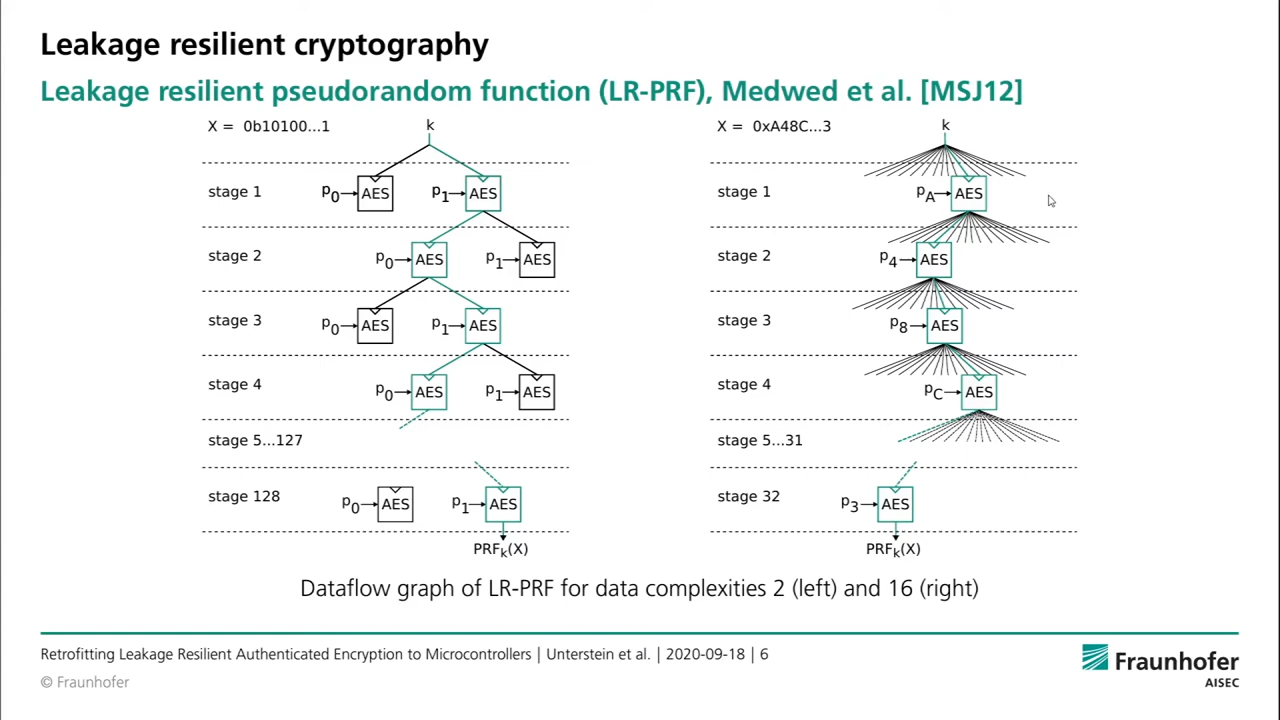 Leakage resilient cryptography
Leakage resilient pseudorandom function (LR-PRF), Medwed et al. [MSJ12]
X = 0b10100...1
k
stage 1
p0
AES
p1
AES
stage 2
p0
AES
p1
AES
stage 3
p0
AES
p1
AES
stage 4
p0
AES
p1
AES
stage 5...127
stage 128
p0
AES
p1
AES
PRFk(X)
X = 0xA48C...3
k
stage 1
pA
AES
stage 2
p4
AES
stage 3
p8
AES
stage 4
pC
AES
stage 5...31
stage 32
p3
AES
PRFk(X)
Dataflow graph of LR-PRF for data complexities 2 (left) and 16 (right)
Retrofitting Leakage Resilient Authenticated Encryption to Microcontrollers | Unterstein et al. | 2020-09-18 | 6
© Fraunhofer
Fraunhofer
AISEC